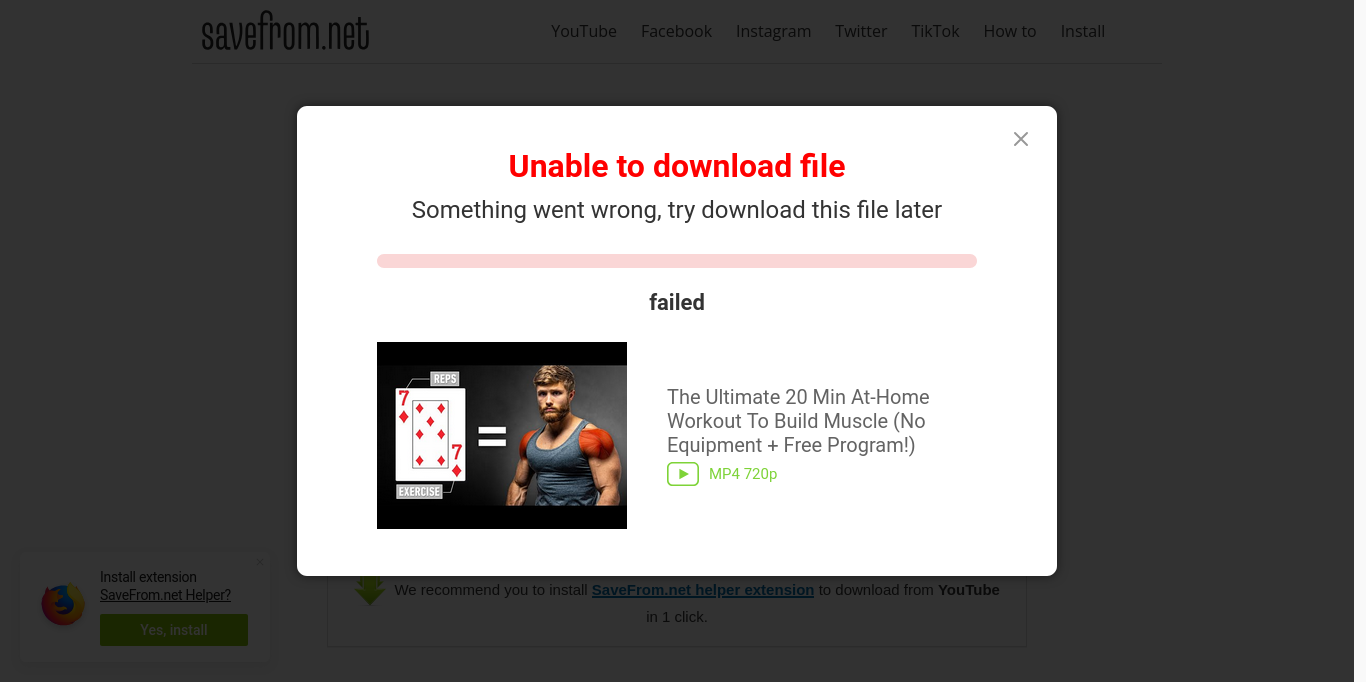 savefrom.net
YouTube Facebook Instagram Twitter TikTok How to Install
Unable to download file
Something went wrong, try download this file later
failed
REPS
7
7
=
EXERCISE
The Ultimate 20 Min At-Home
Workout To Build Muscle (No
Equipment + Free Program!)
MP4 720p
Install extension
SaveFrom.net Helper?
Yes, install
We recommend you to install SaveFrom.net helper extension to download from YouTube
in 1 click.